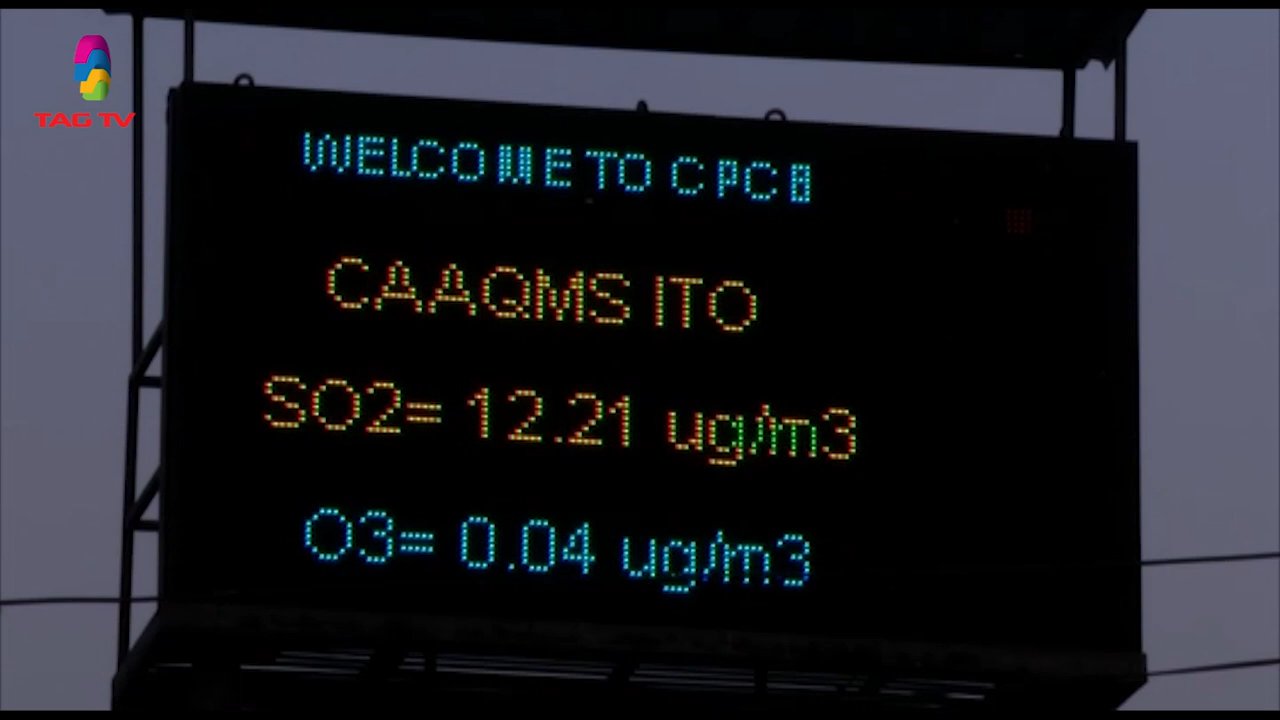 TAG TV
WELCOME TO CPCB
CAAQMS ITO
SO2= 12.21 ug/m3
O3= 0.04 ug/m3